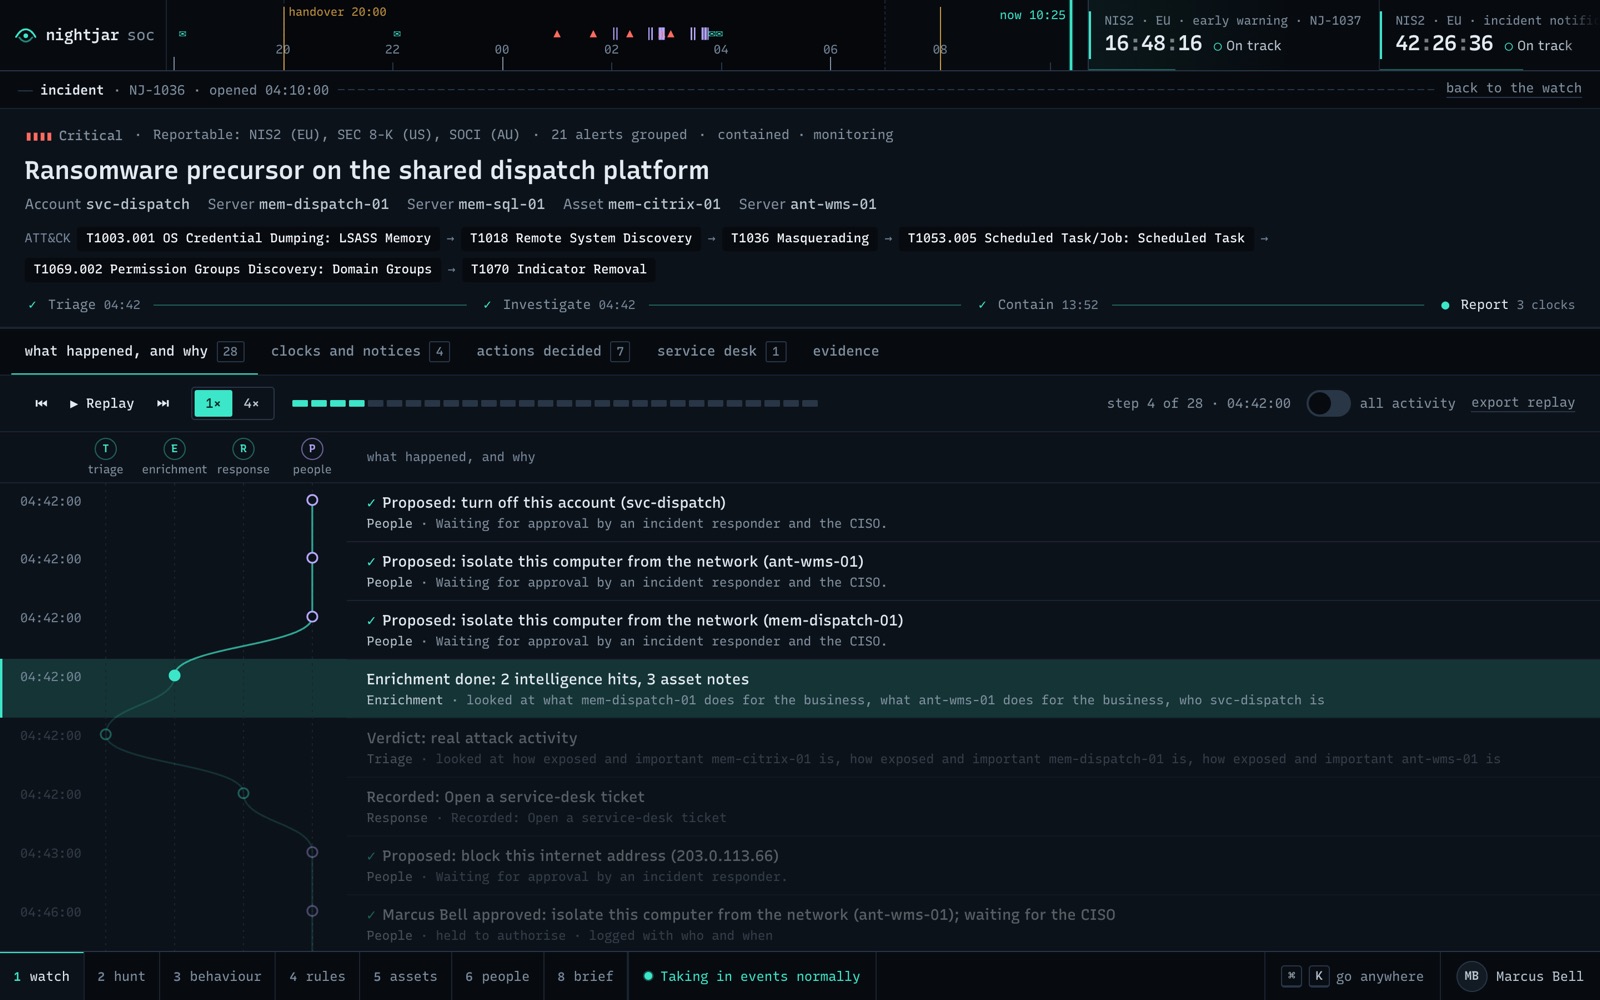 nightjar soc
handover 20:00
20 22 00 02 04 06 08
now 10:25
NIS2 · EU · early warning · NJ-1037
16:48:16 On track
NIS2 · EU · incident notific
42:26:36 On track
incident · NJ-1036 · opened 04:10:00
back to the watch
Critical · Reportable: NIS2 (EU), SEC 8-K (US), SOCI (AU) · 21 alerts grouped · contained · monitoring
Ransomware precursor on the shared dispatch platform
Account svc-dispatch Server mem-dispatch-01 Server mem-sql-01 Asset mem-citrix-01 Server ant-wms-01
ATT&CK T1003.001 OS Credential Dumping: LSASS Memory → T1018 Remote System Discovery → T1036 Masquerading → T1053.005 Scheduled Task/Job: Scheduled Task →
T1069.002 Permission Groups Discovery: Domain Groups → T1070 Indicator Removal
✓ Triage 04:42 ✓ Investigate 04:42 ✓ Contain 13:52 ● Report 3 clocks
what happened, and why 28 clocks and notices 4 actions decided 7 service desk 1 evidence
⏮ ▶ Replay ⏭ 1× 4× step 4 of 28 · 04:42:00 all activity export replay
T E R P
triage enrichment response people what happened, and why
04:42:00 ✓ Proposed: turn off this account (svc-dispatch)
People · Waiting for approval by an incident responder and the CISO.
04:42:00 ✓ Proposed: isolate this computer from the network (ant-wms-01)
People · Waiting for approval by an incident responder and the CISO.
04:42:00 ✓ Proposed: isolate this computer from the network (mem-dispatch-01)
People · Waiting for approval by an incident responder and the CISO.
04:42:00 Enrichment done: 2 intelligence hits, 3 asset notes
Enrichment · looked at what mem-dispatch-01 does for the business, what ant-wms-01 does for the business, who svc-dispatch is
04:42:00 Verdict: real attack activity
Triage · looked at how exposed and important mem-citrix-01 is, how exposed and important mem-dispatch-01 is, how exposed and important ant-wms-01 is
04:42:00 Recorded: Open a service-desk ticket
Response · Recorded: Open a service-desk ticket
04:43:00 ✓ Proposed: block this internet address (203.0.113.66)
People · Waiting for approval by an incident responder.
04:46:00 ✓ Marcus Bell approved: isolate this computer from the network (ant-wms-01); waiting for the CISO
People · held to authorise · logged with who and when
1 watch 2 hunt 3 behaviour 4 rules 5 assets 6 people 8 brief ● Taking in events normally ⌘ K go anywhere MB Marcus Bell